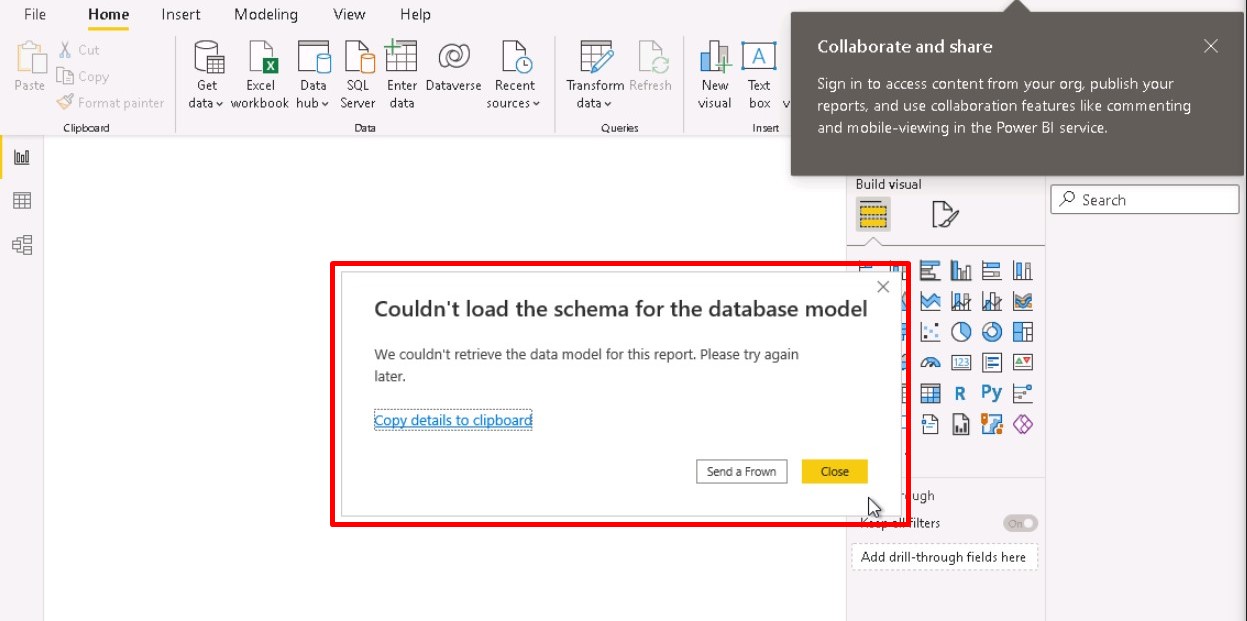 File Home Insert Modeling View Help
Collaborate and share
Sign in to access content from your org, publish your
reports, and use collaboration features like commenting
and mobile-viewing in the Power BI service.
Paste
Cut
Copy
Format painter
Clipboard
Get data
Excel workbook
Data hub
SQL Server
Enter data
Dataverse
Recent sources
Data
Transform data
Refresh
Queries
New visual
Text box
A
Insert
Build visual
Search
123
R Py
Couldn't load the schema for the database model
We couldn't retrieve the data model for this report. Please try again
later.
Copy details to clipboard
Send a Frown
Close
Keep all filters
On
Add drill-through fields here